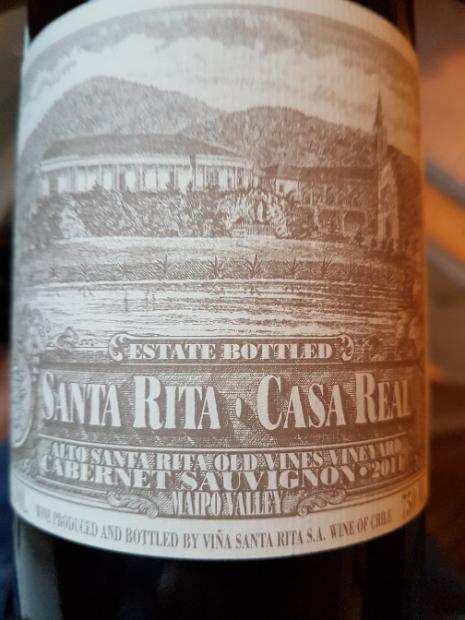 ESTATE BOTTLED
SANTA RITA · CASA REAL
ALTO SANTA RITA OLD VINES VINEYARD
CABERNET SAUVIGNON • 2011
MAIPO VALLEY
WINE PRODUCED AND BOTTLED BY VIÑA SANTA RITA S.A. WINE OF CHILE
750